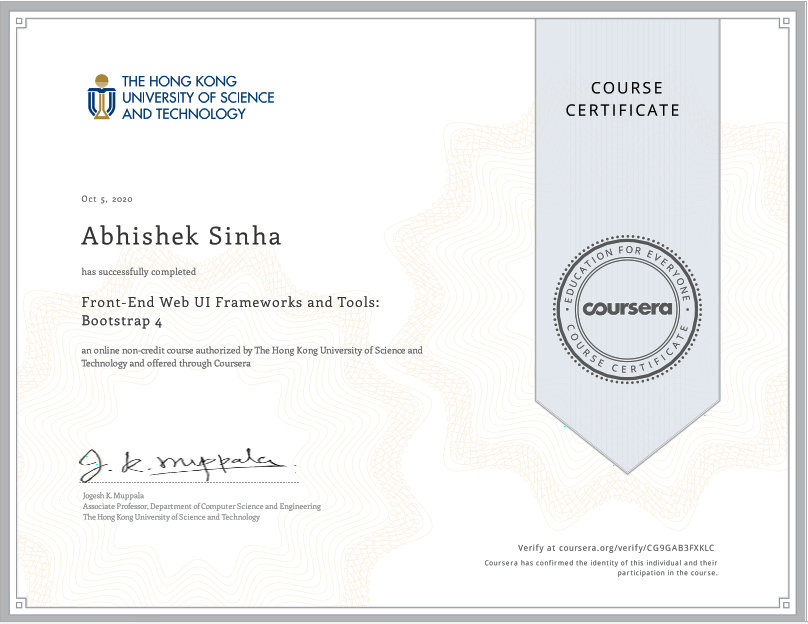 THE HONG KONG
UNIVERSITY OF SCIENCE
AND TECHNOLOGY
COURSE
CERTIFICATE
Oct 5, 2020
Abhishek Sinha
has successfully completed
Front-End Web UI Frameworks and Tools:
Bootstrap 4
an online non-credit course authorized by The Hong Kong University of Science and
Technology and offered through Coursera
EDUCATION FOR EVERYONE
coursera
COURSE CERTIFICATE
J. K. Muppala
Jogesh K. Muppala
Associate Professor, Department of Computer Science and Engineering
The Hong Kong University of Science and Technology
Verify at coursera.org/verify/CG9GAB3FXKLC
Coursera has confirmed the identity of this individual and their
participation in the course.